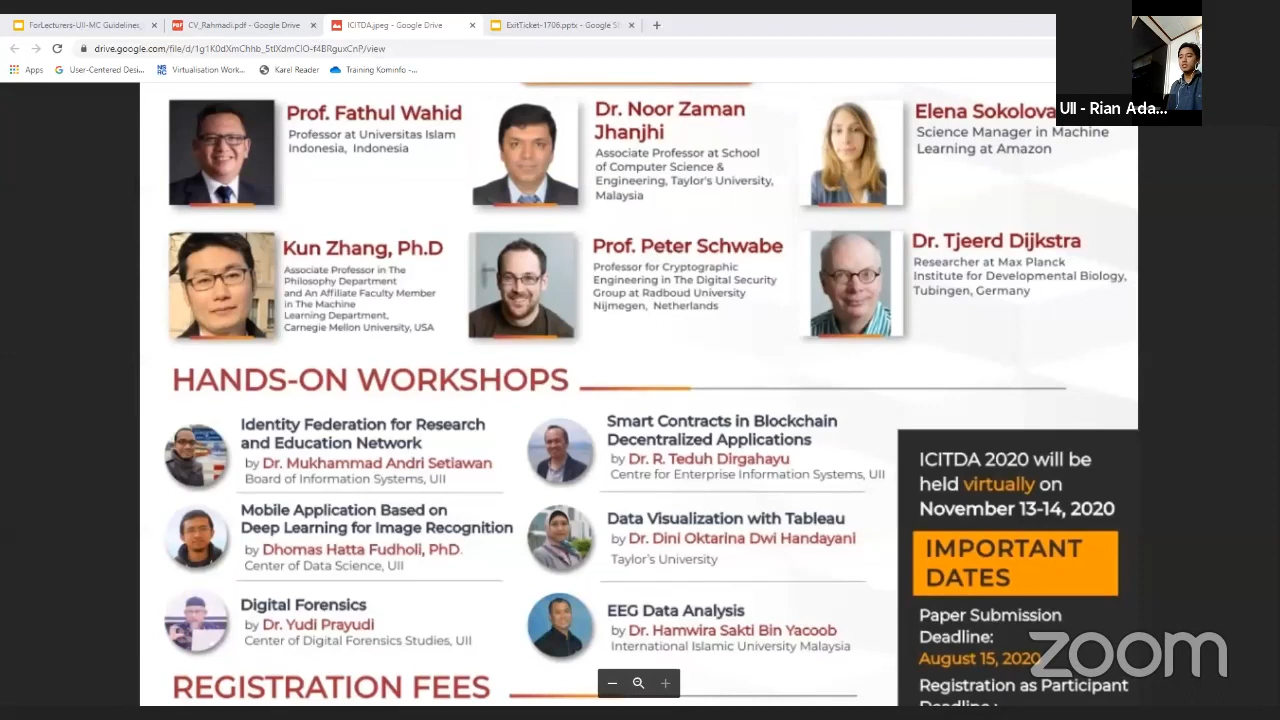 ForLecturers-UII-MC Guidelines
CV_Rahmadi.pdf - Google Drive
ICITDA.jpeg - Google Drive
ExitTicket-1706.pptx - Google Sl
Apps
User-Centered Desi...
Virtualisation Work...
Karel Reader
Training Kominfo -...
UII - Rian Ada...
Prof. Fathul Wahid
Professor at Universitas Islam
Indonesia, Indonesia
Dr. Noor Zaman
Jhanjhi
Associate Professor at School
of Computer Science &
Engineering, Taylor's University,
Malaysia
Elena Sokolova
Science Manager in Machine
Learning at Amazon
Kun Zhang, Ph.D
Associate Professor in The
Philosophy Department
and An Affiliate Faculty Member
in The Machine
Learning Department,
Carnegie Mellon University, USA
Prof. Peter Schwabe
Professor for Cryptographic
Engineering in The Digital Security
Group at Radboud University
Nijmegen, Netherlands
Dr. Tjeerd Dijkstra
Researcher at Max Planck
Institute for Developmental Biology,
Tubingen, Germany
HANDS-ON WORKSHOPS
Identity Federation for Research
and Education Network
by Dr. Mukhammad Andri Setiawan
Board of Information Systems, UII
Smart Contracts in Blockchain
Decentralized Applications
by Dr. R. Teduh Dirgahayu
Centre for Enterprise Information Systems, UII
Mobile Application Based on
Deep Learning for Image Recognition
by Dhomas Hatta Fudholi, PhD.
Center of Data Science, UII
Data Visualization with Tableau
by Dr. Dini Oktarina Dwi Handayani
Taylor's University
Digital Forensics
by Dr. Yudi Prayudi
Center of Digital Forensics Studies, UII
EEG Data Analysis
by Dr. Hamwira Sakti Bin Yacoob
International Islamic University Malaysia
REGISTRATION FEES
ICITDA 2020 will be
held virtually on
November 13-14, 2020
IMPORTANT
DATES
Paper Submission
Deadline:
August 15, 2020
Registration as Participant
Deadline :
zoom